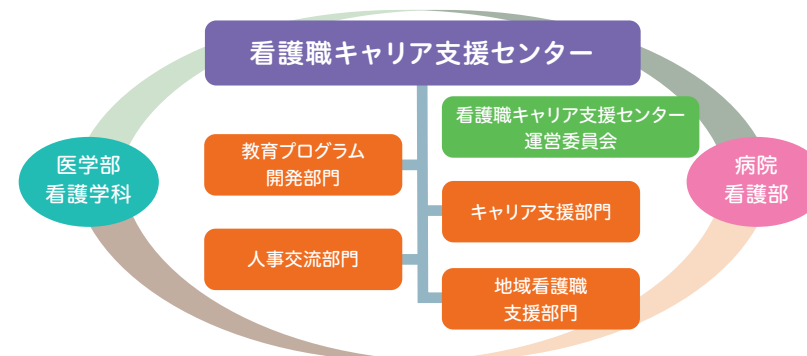 看護職キャリア支援センター
看護職キャリア支援センター
運営委員会
教育プログラム
開発部門
医学部
看護学科
病院
看護部
キャリア支援部門
人事交流部門
地域看護職
支援部門